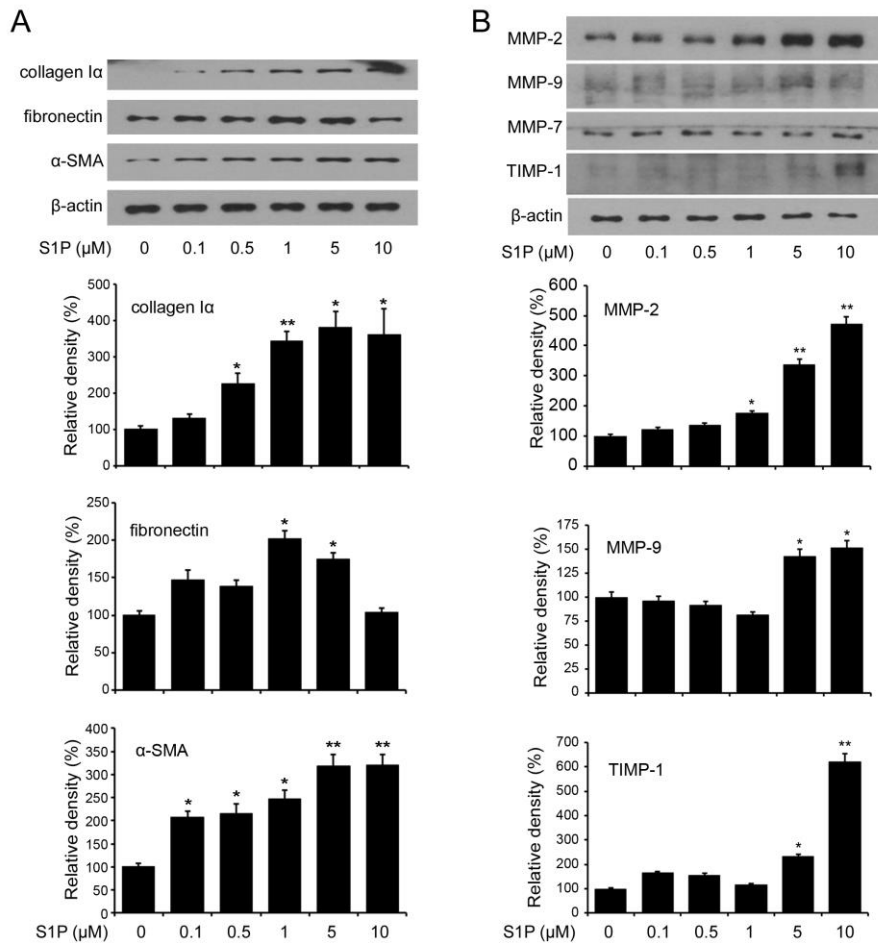 A
collagen Iα
fibronectin
α-SMA
β-actin
S1P (μM) 0 0.1 0.5 1 5 10
Relative density (%)
500
400
300
200
100
0
collagen Iα
*
**
*
*
Relative density (%)
250
200
150
100
50
0
fibronectin
*
*
Relative density (%)
400
350
300
250
200
150
100
50
0
α-SMA
*
*
*
**
**
S1P (μM) 0 0.1 0.5 1 5 10
B
MMP-2
MMP-9
MMP-7
TIMP-1
β-actin
S1P (μM) 0 0.1 0.5 1 5 10
Relative density (%)
600
500
400
300
200
100
0
MMP-2
*
**
**
Relative density (%)
175
150
125
100
75
50
25
0
MMP-9
*
*
Relative density (%)
700
600
500
400
300
200
100
0
TIMP-1
*
**
S1P (μM) 0 0.1 0.5 1 5 10